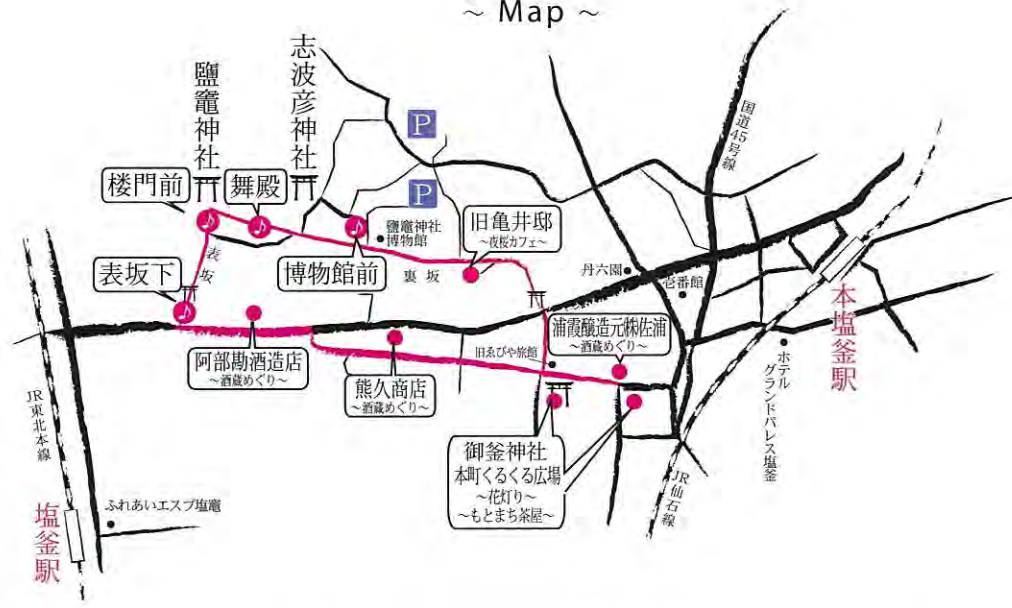 ～ Map ～
鹽竈神社
志波彦神社
P
P
国道45号線
楼門前
舞殿
鹽竈神社
博物館
旧亀井邸
～夜桜カフェ～
表坂
表坂下
博物館前
裏坂
丹六園
壱番館
本塩釜駅
阿部勘酒造店
～酒蔵めぐり～
熊久商店
～酒蔵めぐり～
旧ゑびや旅館
浦霞醸造元㈱佐浦
～酒蔵めぐり～
ホテル
グランドパレス塩釜
JR東北本線
御釜神社
本町くるくる広場
～花灯り～
～もとまち茶屋～
JR仙石線
ふれあいエスプ塩竈
塩釜駅